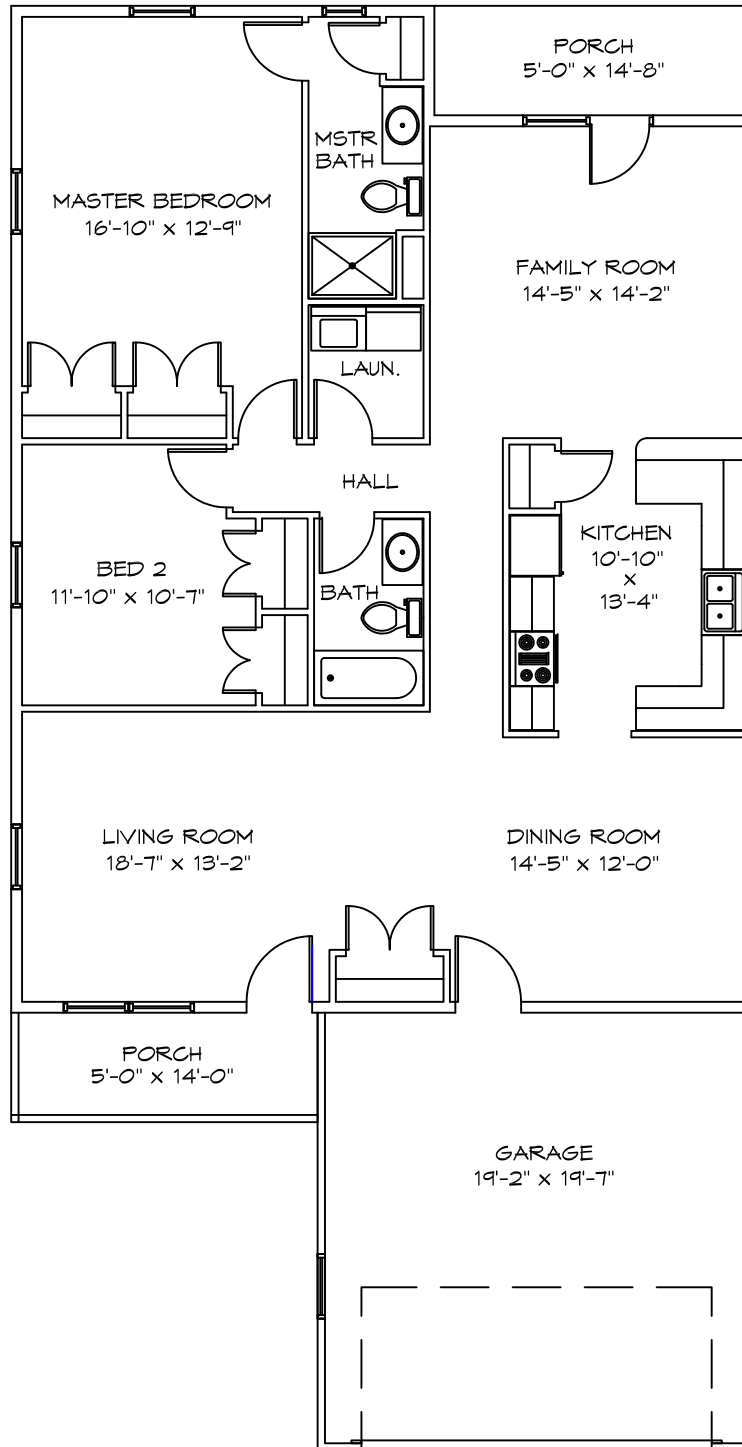 PORCH
5'-0" x 14'-8"
MSTR
BATH
MASTER BEDROOM
16'-10" x 12'-9"
FAMILY ROOM
14'-5" x 14'-2"
LAUN.
HALL
KITCHEN
10'-10"
x
13'-4"
BED 2
11'-10" x 10'-7"
BATH
LIVING ROOM
18'-7" x 13'-2"
DINING ROOM
14'-5" x 12'-0"
PORCH
5'-0" x 14'-0"
GARAGE
19'-2" x 19'-7"